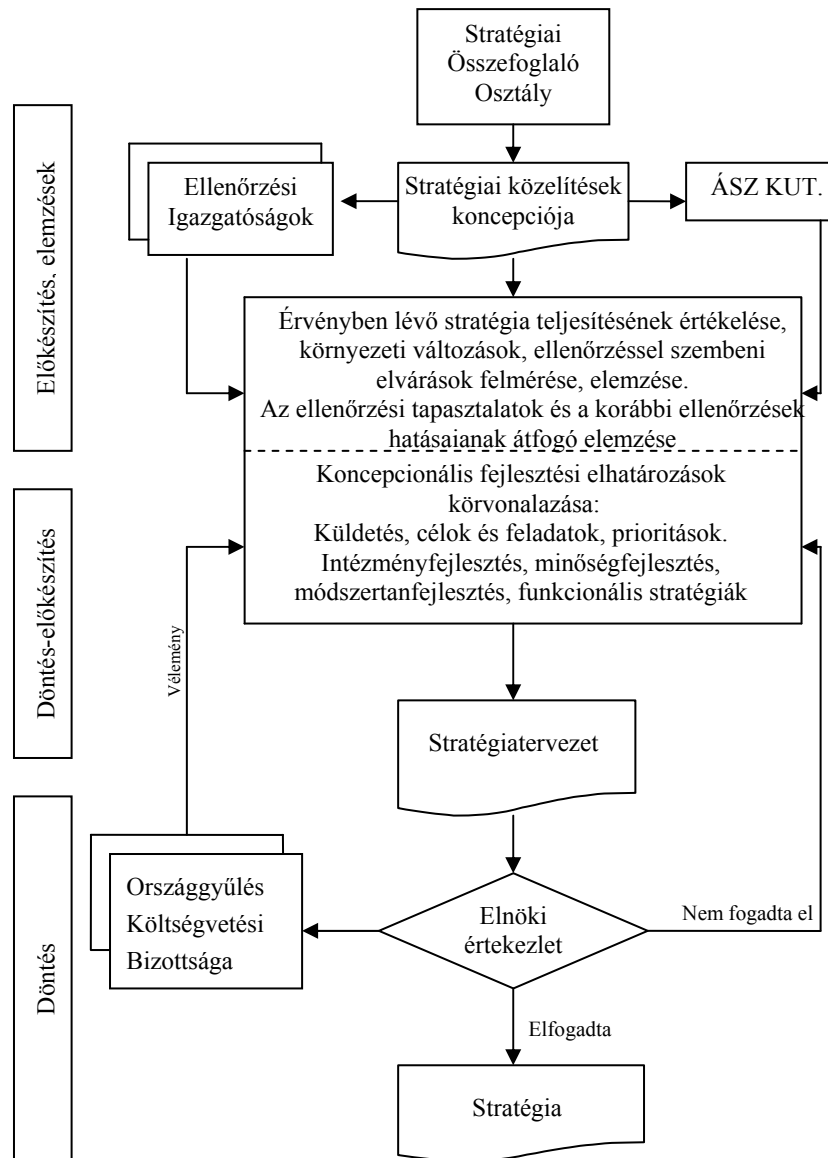 Stratégiai
Összefoglaló
Osztály
Előkészítés, elemzések
Ellenőrzési
Igazgatóságok
Stratégiai közelítések
koncepciója
ÁSZ KUT.
Érvényben lévő stratégia teljesítésének értékelése,
környezeti változások, ellenőrzéssel szembeni
elvárások felmérése, elemzése.
Az ellenőrzési tapasztalatok és a korábbi ellenőrzések
hatásaianak átfogó elemzése
Döntés-előkészítés
Koncepcionális fejlesztési elhatározások
körvonalazása:
Küldetés, célok és feladatok, prioritások.
Intézményfejlesztés, minőségfejlesztés,
módszertanfejlesztés, funkcionális stratégiák
Vélemény
Stratégiatervezet
Döntés
Országgyűlés
Költségvetési
Bizottsága
Elnöki
értekezlet
Nem fogadta el
Elfogadta
Stratégia